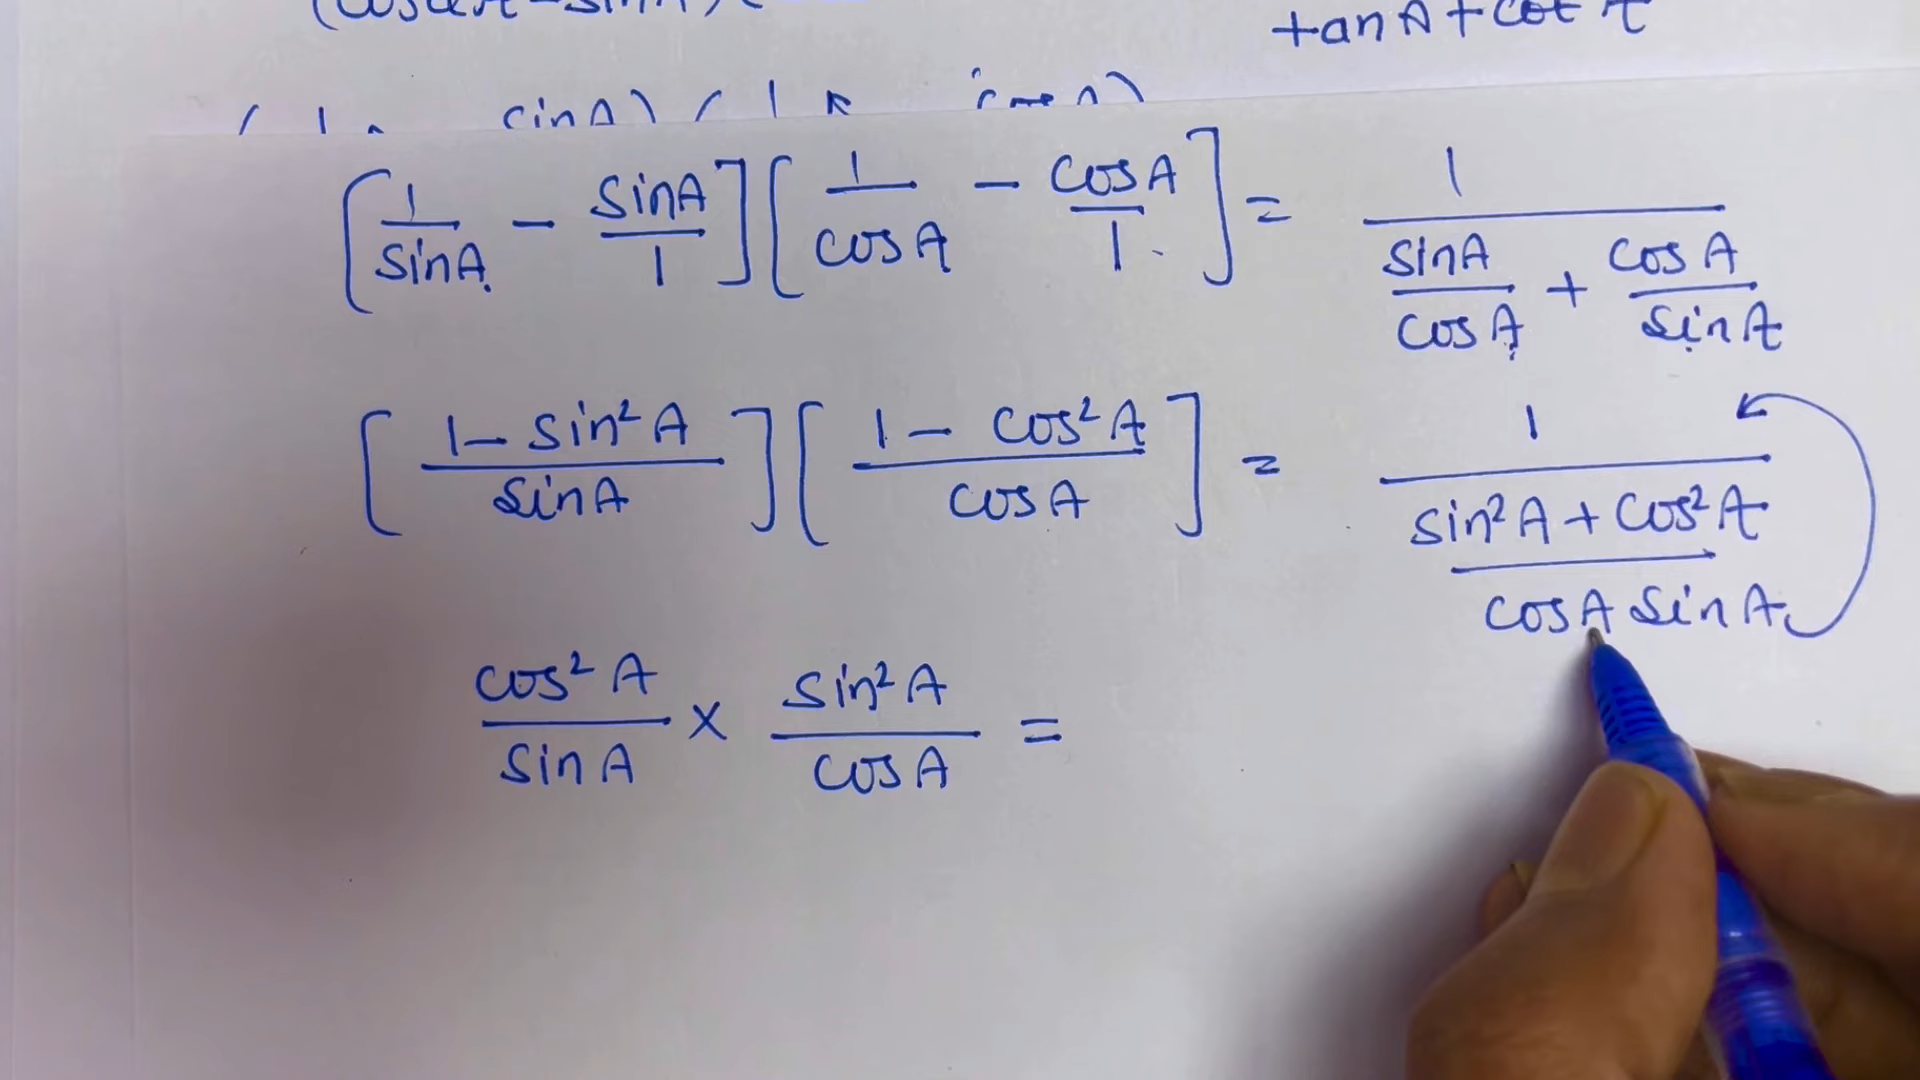 tan A + cot A
[1/sinA - sinA/1] [1/cosA - cosA/1] = 1/(sinA/cosA + cosA/sinA)
[(1 - sin²A)/sinA] [(1 - cos²A)/cosA] = 1/((sin²A + cos²A)/(cosA sinA))
cos²A/sinA × sin²A/cosA =